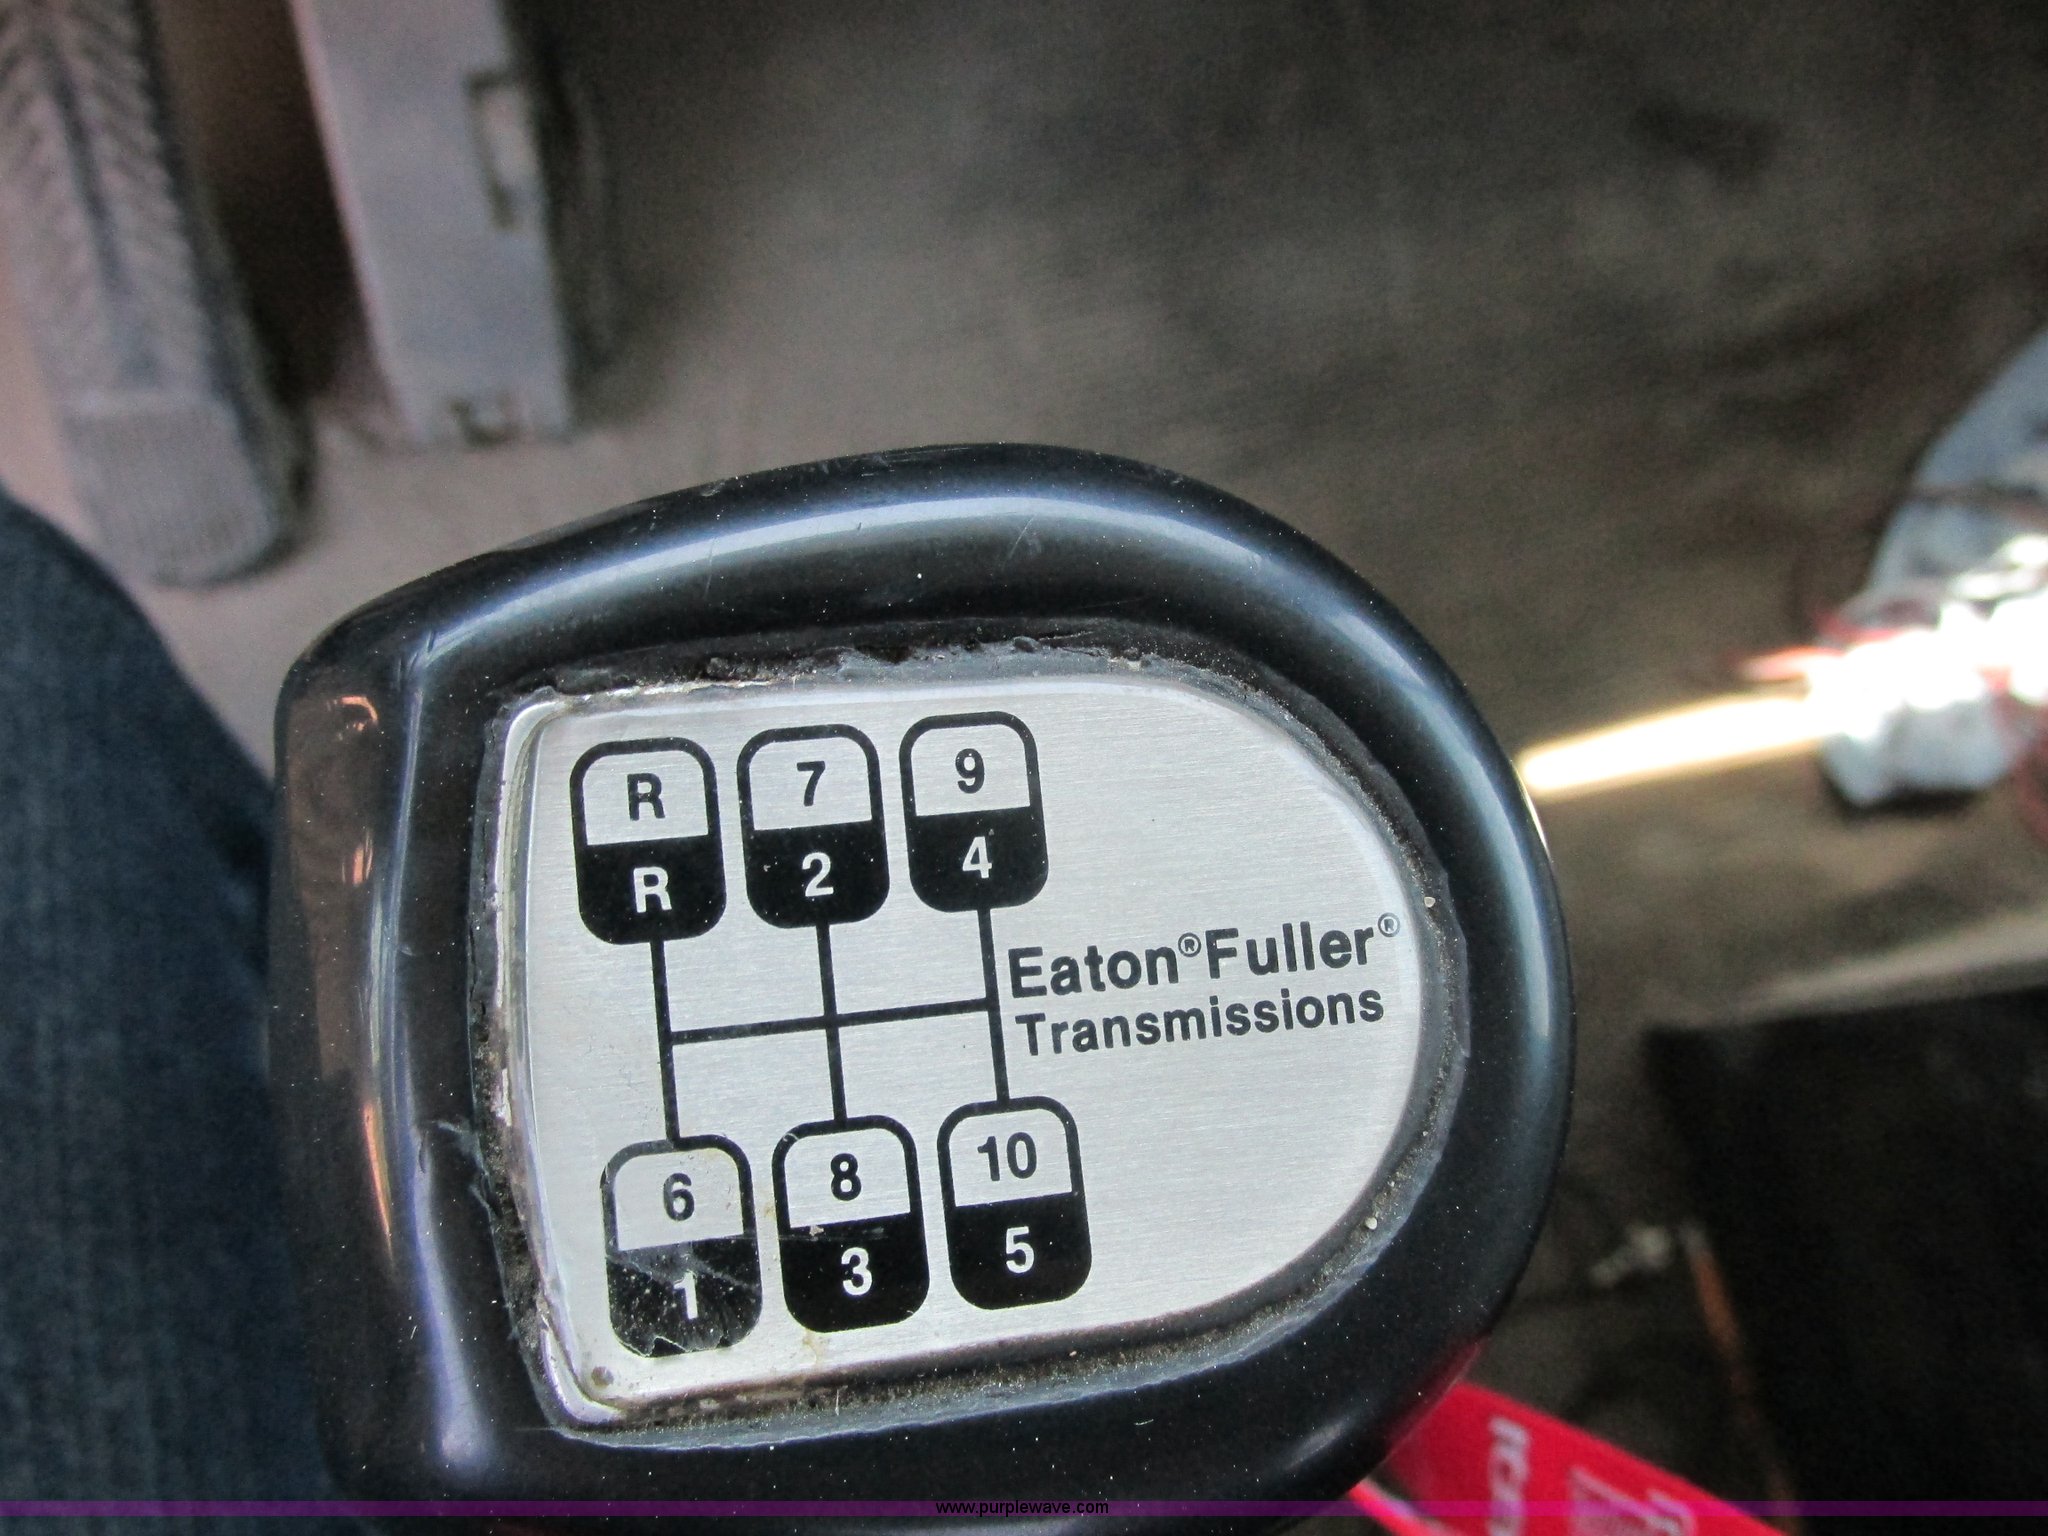 R 7 9
R 2 4
Eaton®Fuller®
Transmissions
6 8 10
1 3 5
www.purplewave.com